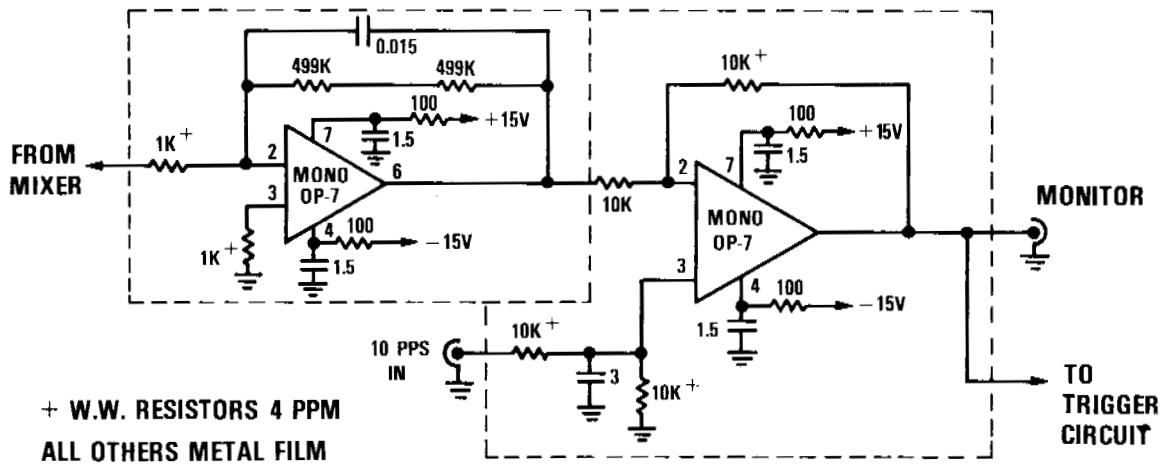 0.015
499K 499K
10K +
100
+15V
7
1.5
1K +
2
MONO
OP-7
6
3
4
100
-15V
1.5
1K +
FROM
MIXER
10K
100
+15V
7
1.5
2
MONO
OP-7
3
4
100
-15V
1.5
MONITOR
10 PPS
IN
10K +
3
10K +
TO
TRIGGER
CIRCUIT
+ W.W. RESISTORS 4 PPM
ALL OTHERS METAL FILM